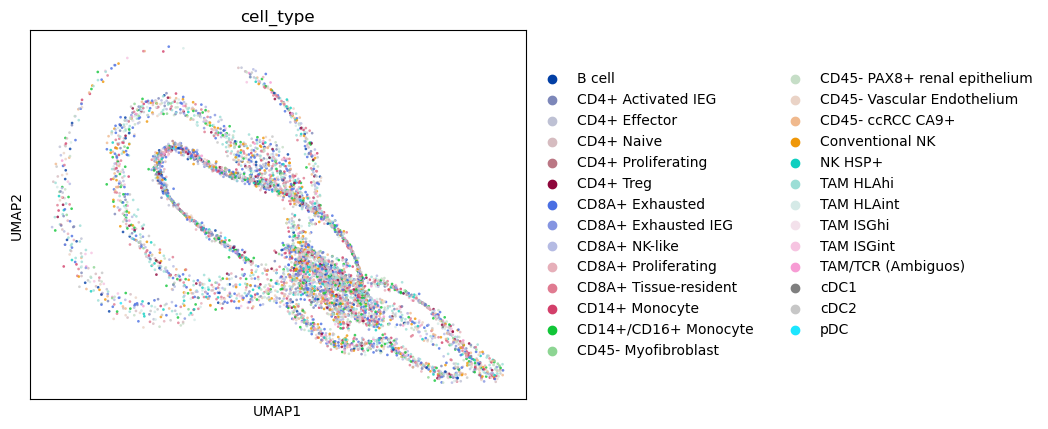 cell_type
UMAP2
UMAP1
B cell
CD4+ Activated IEG
CD4+ Effector
CD4+ Naive
CD4+ Proliferating
CD4+ Treg
CD8A+ Exhausted
CD8A+ Exhausted IEG
CD8A+ NK-like
CD8A+ Proliferating
CD8A+ Tissue-resident
CD14+ Monocyte
CD14+/CD16+ Monocyte
CD45- Myofibroblast
CD45- PAX8+ renal epithelium
CD45- Vascular Endothelium
CD45- ccRCC CA9+
Conventional NK
NK HSP+
TAM HLAhi
TAM HLAint
TAM ISGhi
TAM ISGint
TAM/TCR (Ambiguos)
cDC1
cDC2
pDC